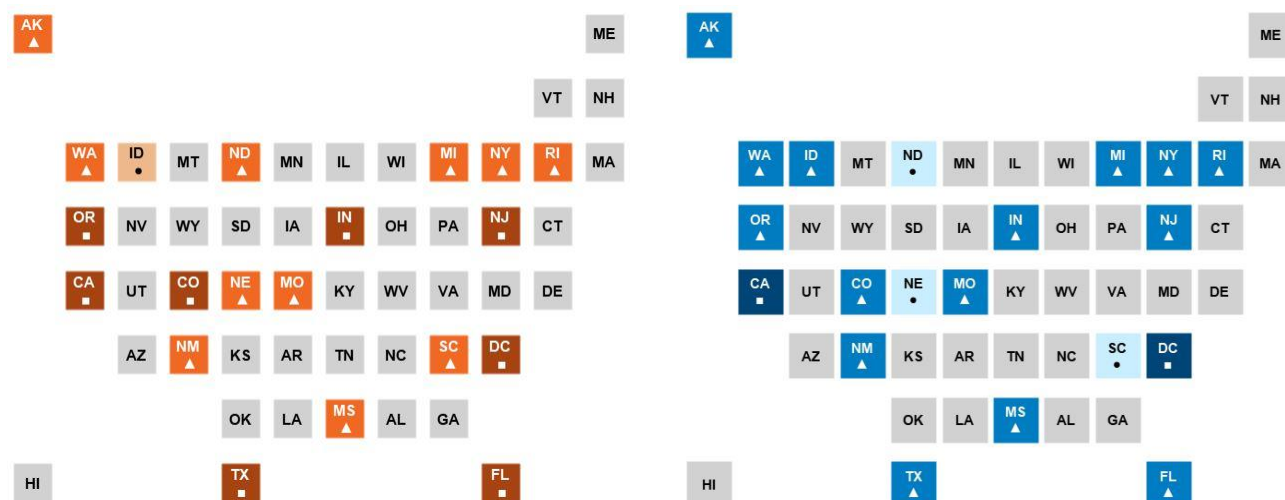 AK ME
VT NH
WA ID MT ND MN IL WI MI NY RI MA
OR NV WY SD IA IN OH PA NJ CT
CA UT CO NE MO KY WV VA MD DE
AZ NM KS AR TN NC SC DC
OK LA MS AL GA
HI TX FL
AK ME
VT NH
WA ID MT ND MN IL WI MI NY RI MA
OR NV WY SD IA IN OH PA NJ CT
CA UT CO NE MO KY WV VA MD DE
AZ NM KS AR TN NC SC DC
OK LA MS AL GA
HI TX FL